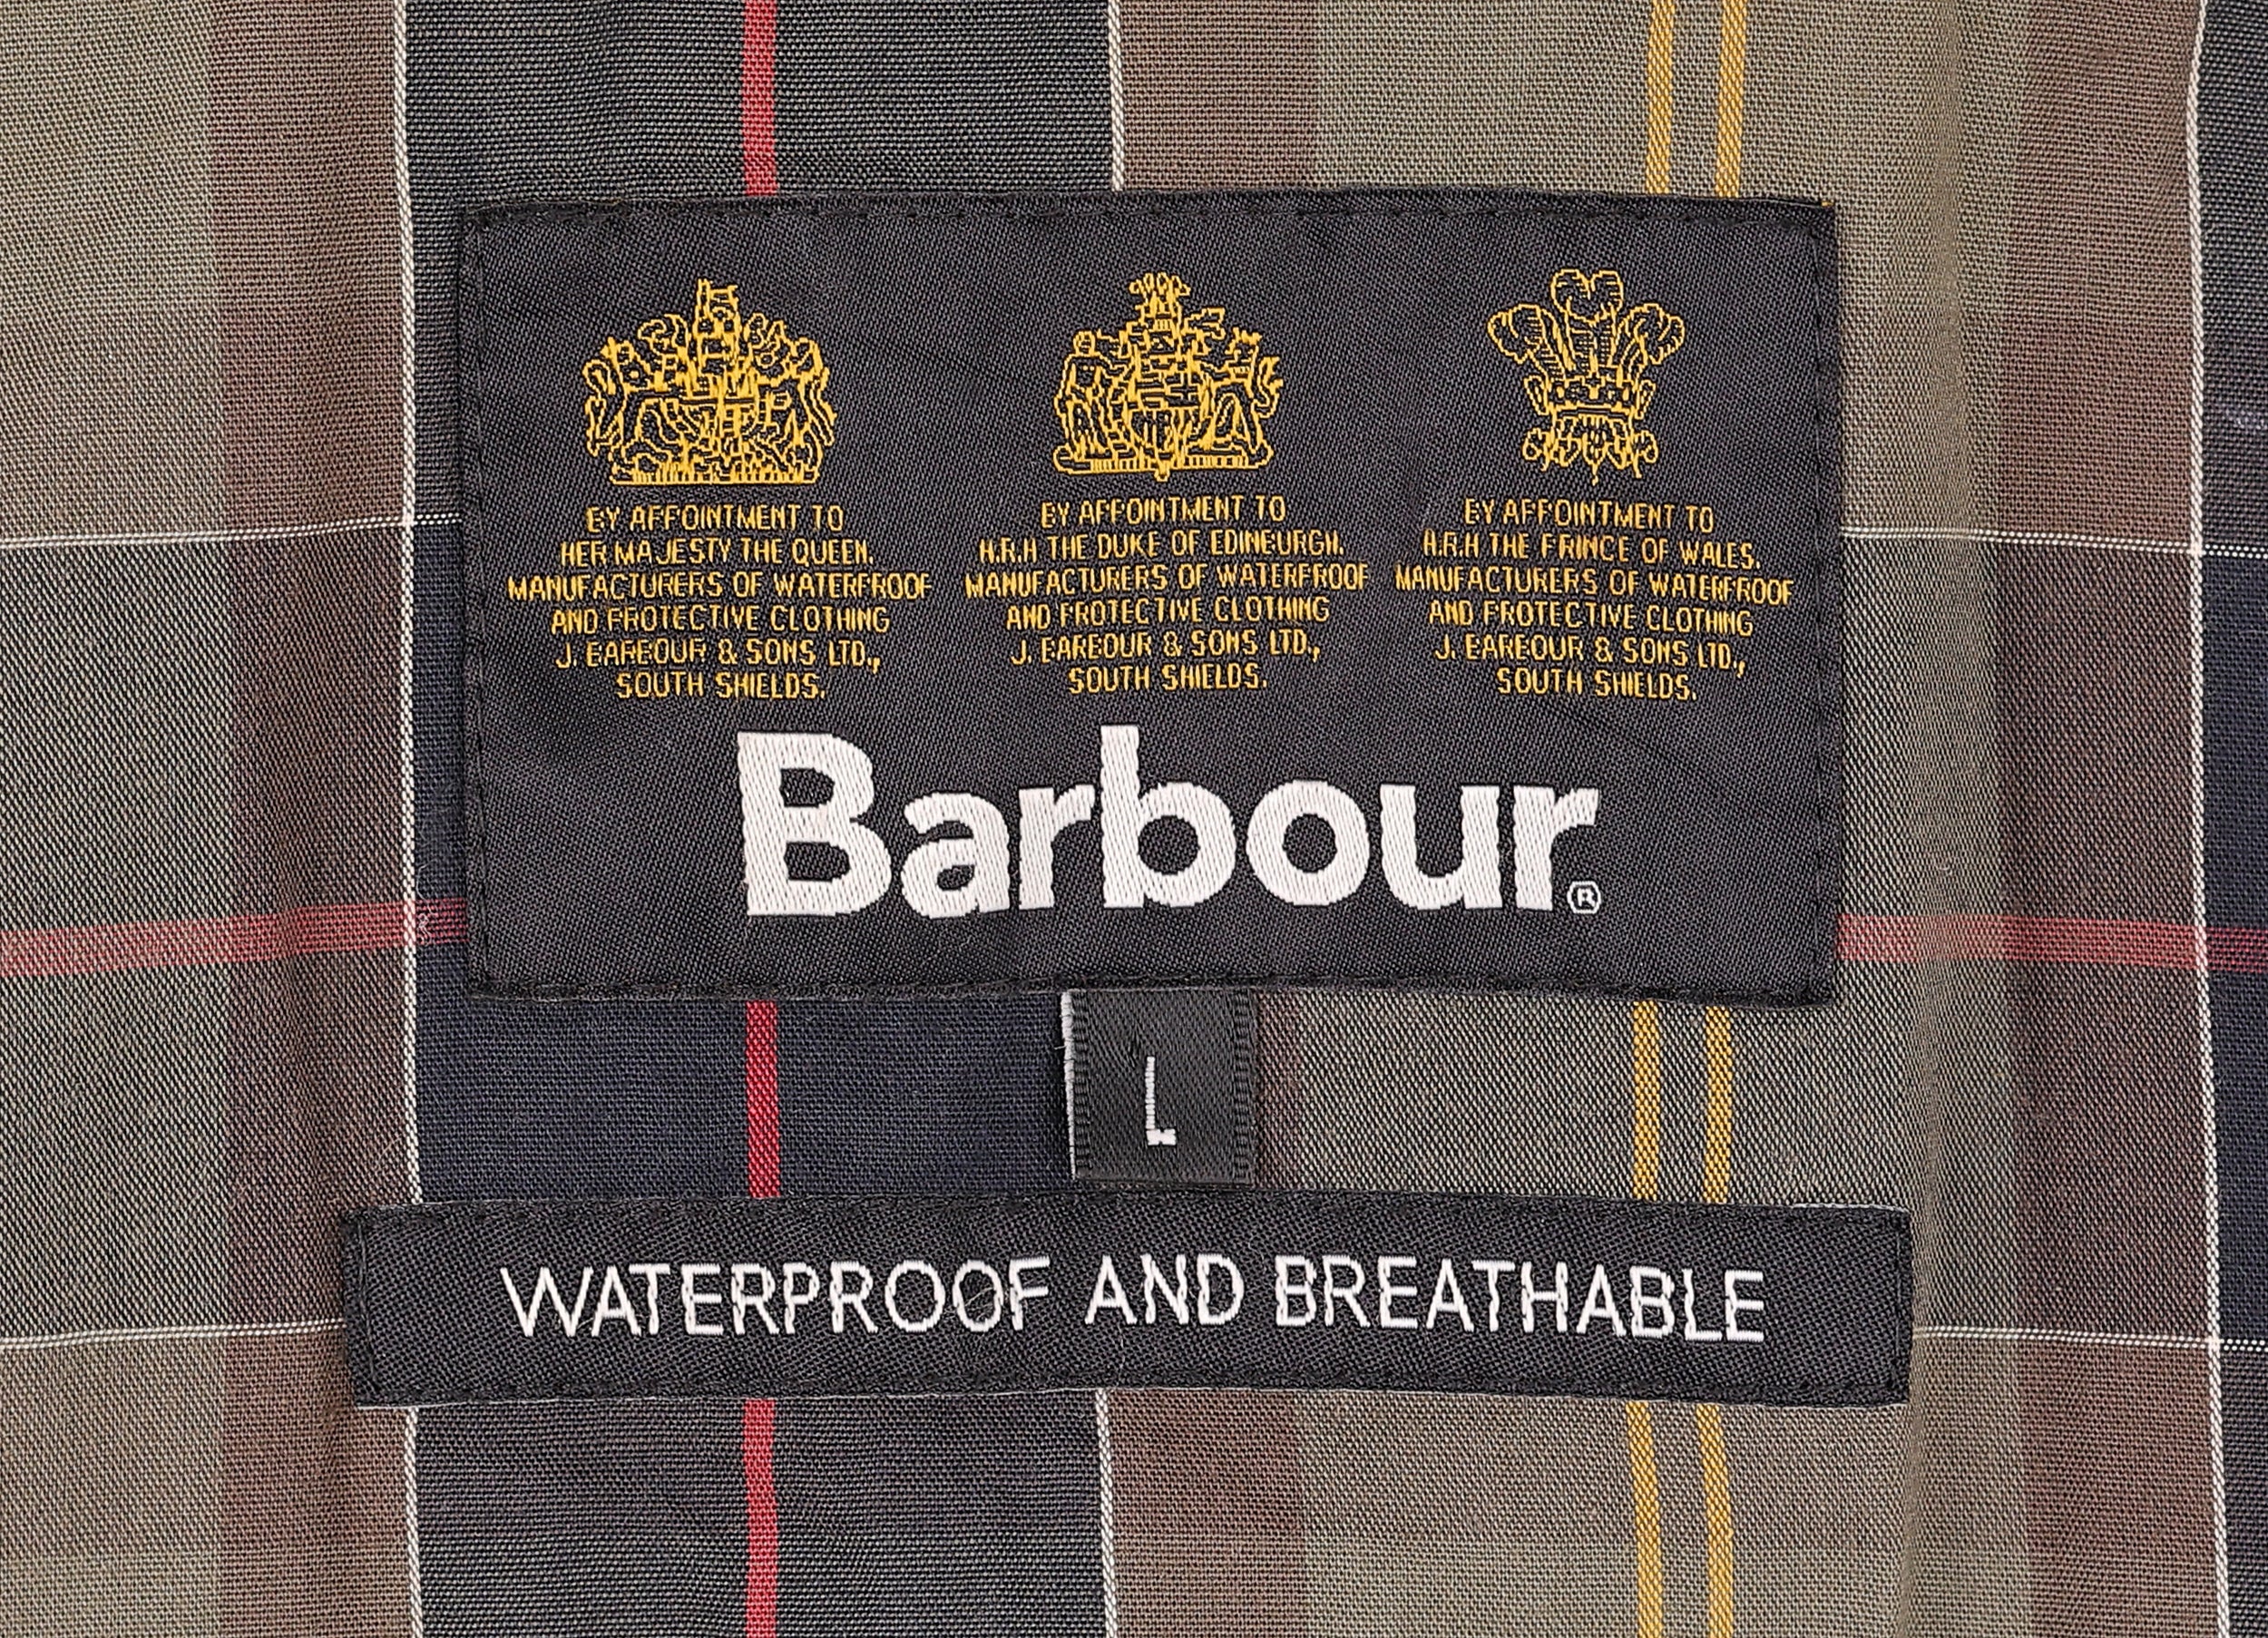 BY APPOINTMENT TO
HER MAJESTY THE QUEEN.
MANUFACTURERS OF WATERPROOF
AND PROTECTIVE CLOTHING
J. BARBOUR & SONS LTD.,
SOUTH SHIELDS.
BY APPOINTMENT TO
H.R.H THE DUKE OF EDINBURGH.
MANUFACTURERS OF WATERPROOF
AND PROTECTIVE CLOTHING
J. BARBOUR & SONS LTD.,
SOUTH SHIELDS.
BY APPOINTMENT TO
H.R.H THE PRINCE OF WALES.
MANUFACTURERS OF WATERPROOF
AND PROTECTIVE CLOTHING
J. BARBOUR & SONS LTD.,
SOUTH SHIELDS.
Barbour®
L
WATERPROOF AND BREATHABLE